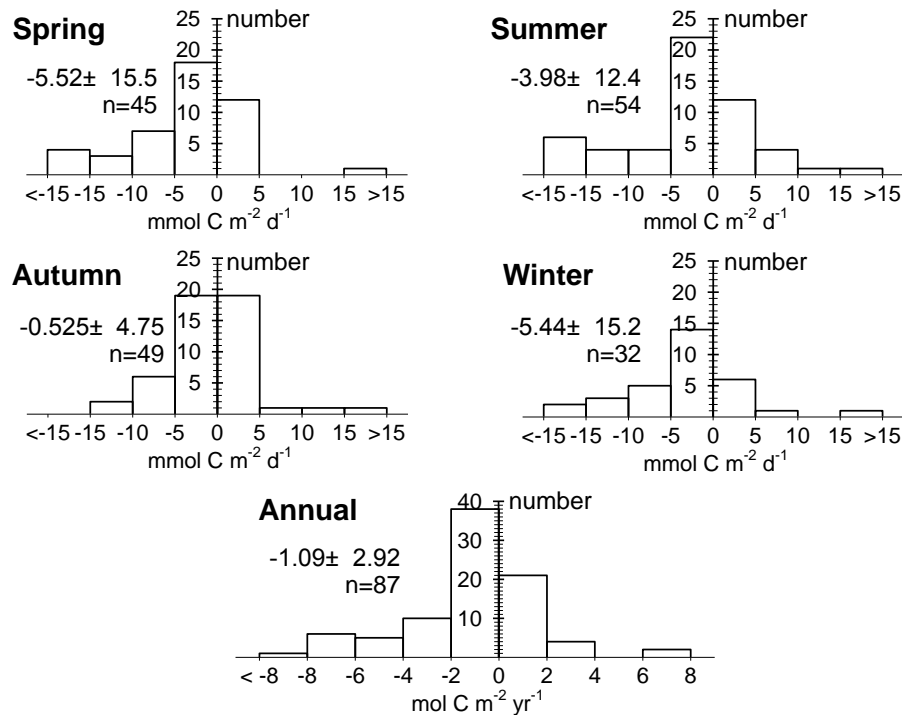 Spring
number
25
20
15
10
5
-5.52± 15.5
n=45
<-15 -15 -10 -5 0 5 10 15 >15
mmol C m⁻² d⁻¹
Summer
number
25
20
15
10
5
-3.98± 12.4
n=54
<-15 -15 -10 -5 0 5 10 15 >15
mmol C m⁻² d⁻¹
Autumn
number
25
20
15
10
5
-0.525± 4.75
n=49
<-15 -15 -10 -5 0 5 10 15 >15
mmol C m⁻² d⁻¹
Winter
number
25
20
15
10
5
-5.44± 15.2
n=32
<-15 -15 -10 -5 0 5 10 15 >15
mmol C m⁻² d⁻¹
Annual
number
40
30
20
10
-1.09± 2.92
n=87
< -8 -8 -6 -4 -2 0 2 4 6 8
mol C m⁻² yr⁻¹